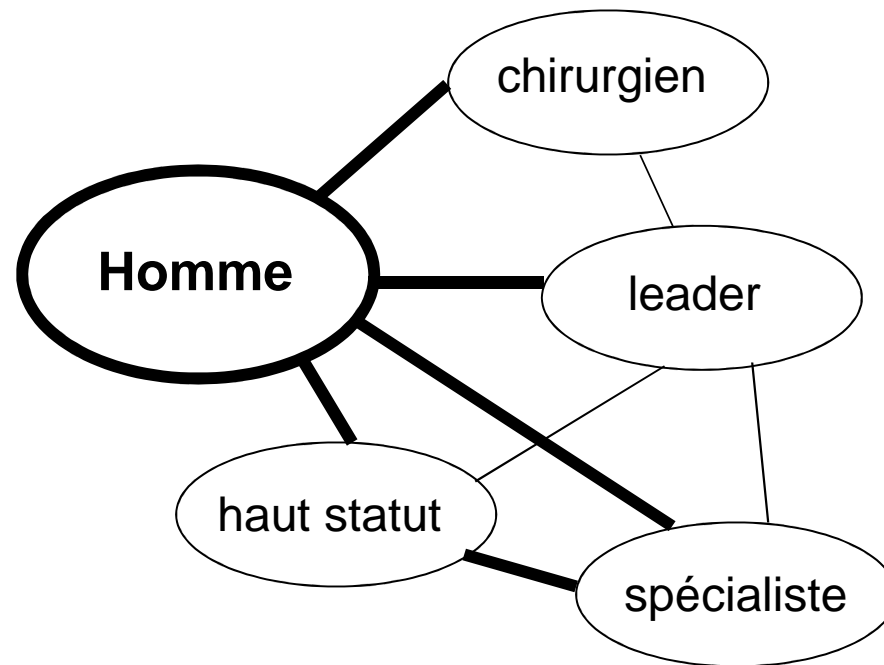 chirurgien
Homme
leader
haut statut
spécialiste